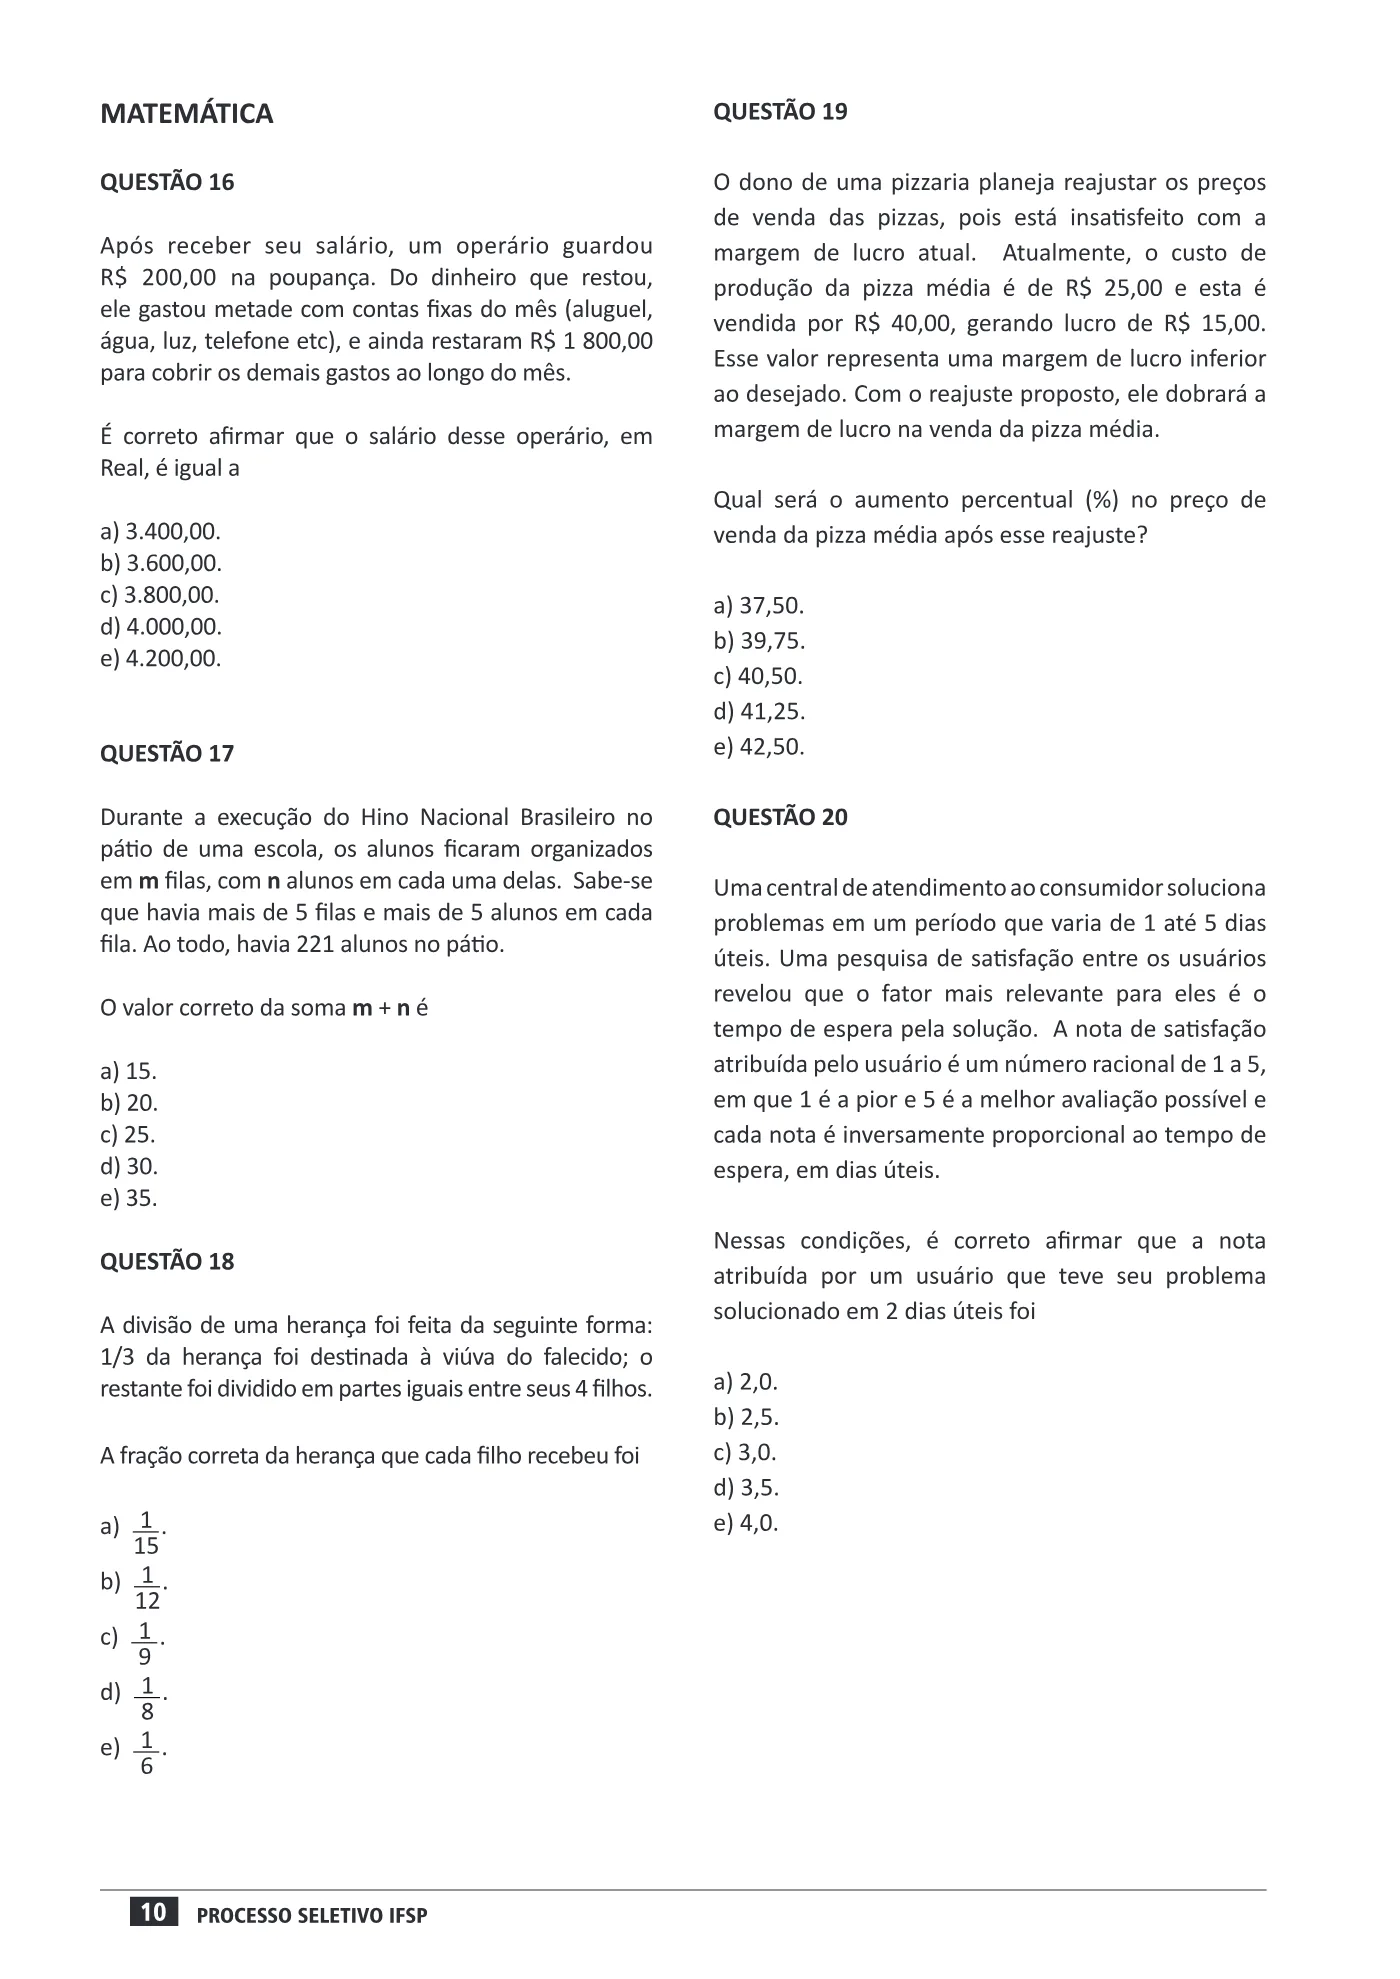 MATEMÁTICA
QUESTÃO 16
Após receber seu salário, um operário guardou
R$ 200,00 na poupança. Do dinheiro que restou,
ele gastou metade com contas fixas do mês (aluguel,
água, luz, telefone etc), e ainda restaram R$ 1 800,00
para cobrir os demais gastos ao longo do mês.
É correto afirmar que o salário desse operário, em
Real, é igual a
a) 3.400,00.
b) 3.600,00.
c) 3.800,00.
d) 4.000,00.
e) 4.200,00.
QUESTÃO 17
Durante a execução do Hino Nacional Brasileiro no
pátio de uma escola, os alunos ficaram organizados
em m filas, com n alunos em cada uma delas. Sabe-se
que havia mais de 5 filas e mais de 5 alunos em cada
fila. Ao todo, havia 221 alunos no pátio.
O valor correto da soma m + n é
a) 15.
b) 20.
c) 25.
d) 30.
e) 35.
QUESTÃO 18
A divisão de uma herança foi feita da seguinte forma:
1/3 da herança foi destinada à viúva do falecido; o
restante foi dividido em partes iguais entre seus 4 filhos.
A fração correta da herança que cada filho recebeu foi
a) 1/15.
b) 1/12.
c) 1/9.
d) 1/8.
e) 1/6.
QUESTÃO 19
O dono de uma pizzaria planeja reajustar os preços
de venda das pizzas, pois está insatisfeito com a
margem de lucro atual. Atualmente, o custo de
produção da pizza média é de R$ 25,00 e esta é
vendida por R$ 40,00, gerando lucro de R$ 15,00.
Esse valor representa uma margem de lucro inferior
ao desejado. Com o reajuste proposto, ele dobrará a
margem de lucro na venda da pizza média.
Qual será o aumento percentual (%) no preço de
venda da pizza média após esse reajuste?
a) 37,50.
b) 39,75.
c) 40,50.
d) 41,25.
e) 42,50.
QUESTÃO 20
Uma central de atendimento ao consumidor soluciona
problemas em um período que varia de 1 até 5 dias
úteis. Uma pesquisa de satisfação entre os usuários
revelou que o fator mais relevante para eles é o
tempo de espera pela solução. A nota de satisfação
atribuída pelo usuário é um número racional de 1 a 5,
em que 1 é a pior e 5 é a melhor avaliação possível e
cada nota é inversamente proporcional ao tempo de
espera, em dias úteis.
Nessas condições, é correto afirmar que a nota
atribuída por um usuário que teve seu problema
solucionado em 2 dias úteis foi
a) 2,0.
b) 2,5.
c) 3,0.
d) 3,5.
e) 4,0.
10 PROCESSO SELETIVO IFSP